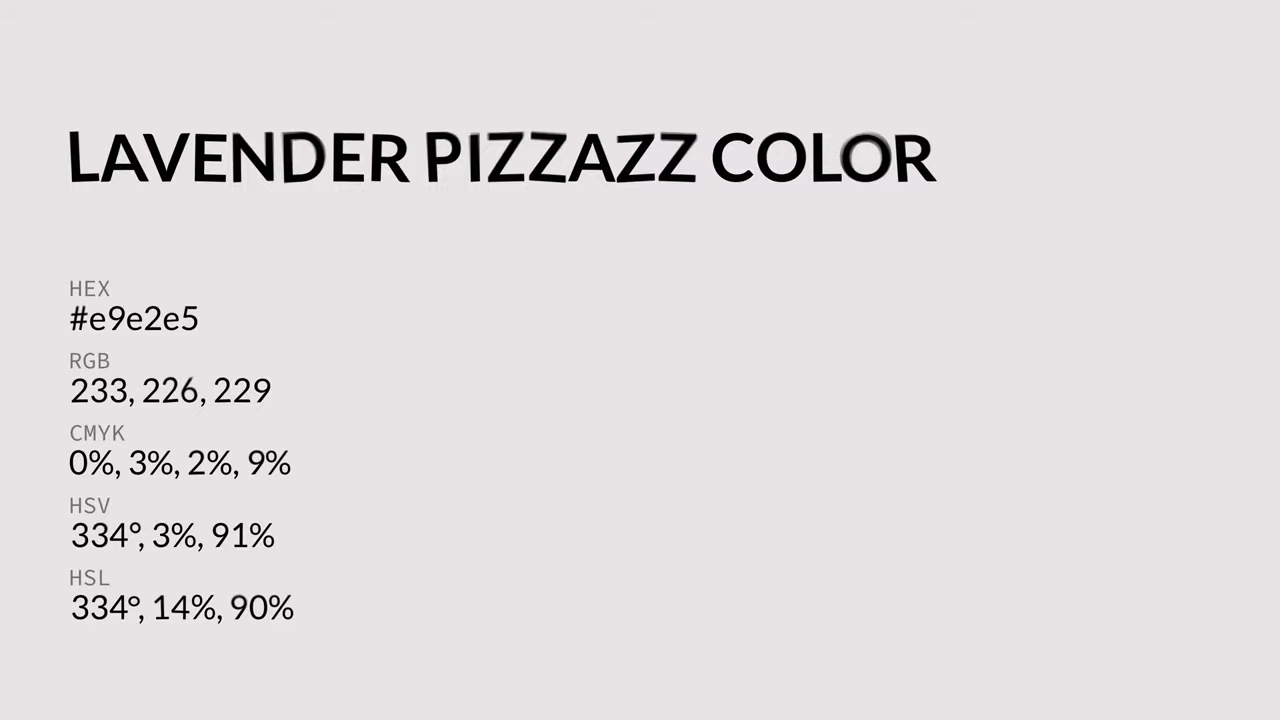 LAVENDER PIZZAZZ COLOR
HEX
#e9e2e5
RGB
233, 226, 229
CMYK
0%, 3%, 2%, 9%
HSV
334°, 3%, 91%
HSL
334°, 14%, 90%